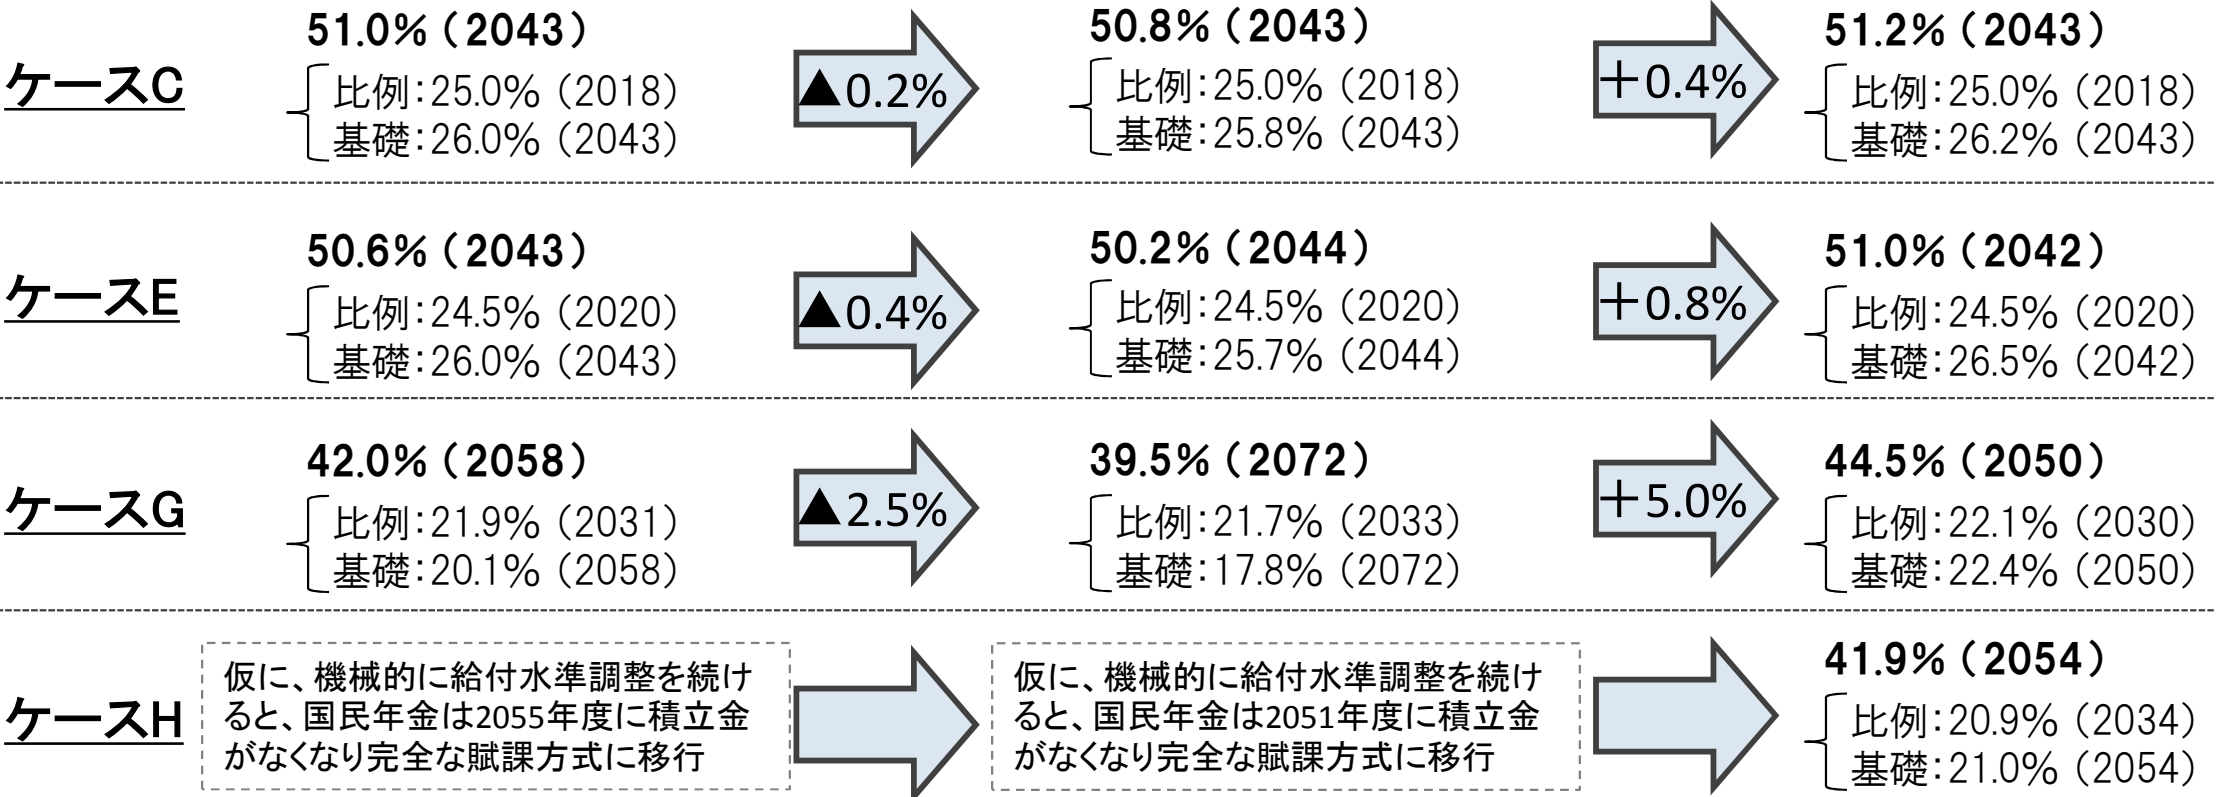 ケースC
51.0%（2043）
比例：25.0%（2018）
基礎：26.0%（2043）
▲0.2%
50.8%（2043）
比例：25.0%（2018）
基礎：25.8%（2043）
＋0.4%
51.2%（2043）
比例：25.0%（2018）
基礎：26.2%（2043）
ケースE
50.6%（2043）
比例：24.5%（2020）
基礎：26.0%（2043）
▲0.4%
50.2%（2044）
比例：24.5%（2020）
基礎：25.7%（2044）
＋0.8%
51.0%（2042）
比例：24.5%（2020）
基礎：26.5%（2042）
ケースG
42.0%（2058）
比例：21.9%（2031）
基礎：20.1%（2058）
▲2.5%
39.5%（2072）
比例：21.7%（2033）
基礎：17.8%（2072）
＋5.0%
44.5%（2050）
比例：22.1%（2030）
基礎：22.4%（2050）
ケースH
仮に、機械的に給付水準調整を続け
ると、国民年金は2055年度に積立金
がなくなり完全な賦課方式に移行
仮に、機械的に給付水準調整を続け
ると、国民年金は2051年度に積立金
がなくなり完全な賦課方式に移行
41.9%（2054）
比例：20.9%（2034）
基礎：21.0%（2054）